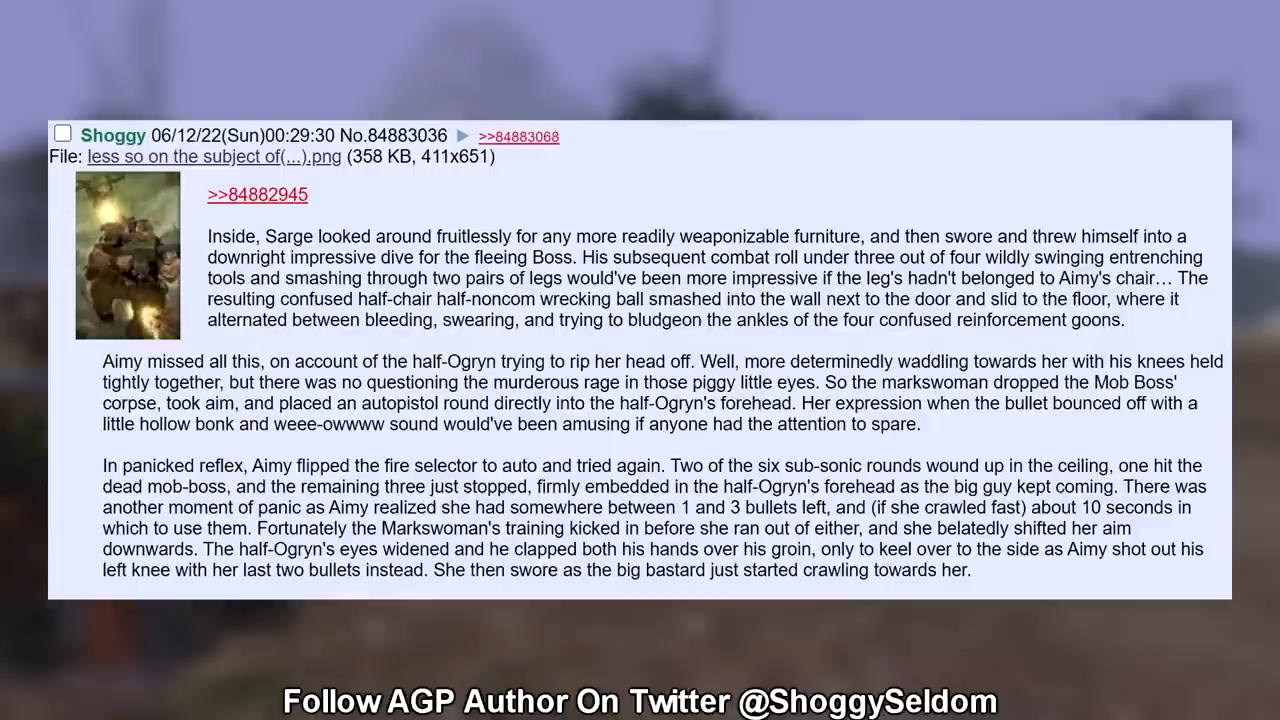 Shoggy 06/12/22(Sun)00:29:30 No.84883036 ▶ >>84883068
File: less so on the subject of(...).png (358 KB, 411x651)
>>84882945
Inside, Sarge looked around fruitlessly for any more readily weaponizable furniture, and then swore and threw himself into a
downright impressive dive for the fleeing Boss. His subsequent combat roll under three out of four wildly swinging entrenching
tools and smashing through two pairs of legs would've been more impressive if the leg's hadn't belonged to Aimy's chair… The
resulting confused half-chair half-noncom wrecking ball smashed into the wall next to the door and slid to the floor, where it
alternated between bleeding, swearing, and trying to bludgeon the ankles of the four confused reinforcement goons.
Aimy missed all this, on account of the half-Ogryn trying to rip her head off. Well, more determinedly waddling towards her with his knees held
tightly together, but there was no questioning the murderous rage in those piggy little eyes. So the markswoman dropped the Mob Boss'
corpse, took aim, and placed an autopistol round directly into the half-Ogryn's forehead. Her expression when the bullet bounced off with a
little hollow bonk and weee-owwww sound would've been amusing if anyone had the attention to spare.
In panicked reflex, Aimy flipped the fire selector to auto and tried again. Two of the six sub-sonic rounds wound up in the ceiling, one hit the
dead mob-boss, and the remaining three just stopped, firmly embedded in the half-Ogryn's forehead as the big guy kept coming. There was
another moment of panic as Aimy realized she had somewhere between 1 and 3 bullets left, and (if she crawled fast) about 10 seconds in
which to use them. Fortunately the Markswoman's training kicked in before she ran out of either, and she belatedly shifted her aim
downwards. The half-Ogryn's eyes widened and he clapped both his hands over his groin, only to keel over to the side as Aimy shot out his
left knee with her last two bullets instead. She then swore as the big bastard just started crawling towards her.
Follow AGP Author On Twitter @ShoggySeldom